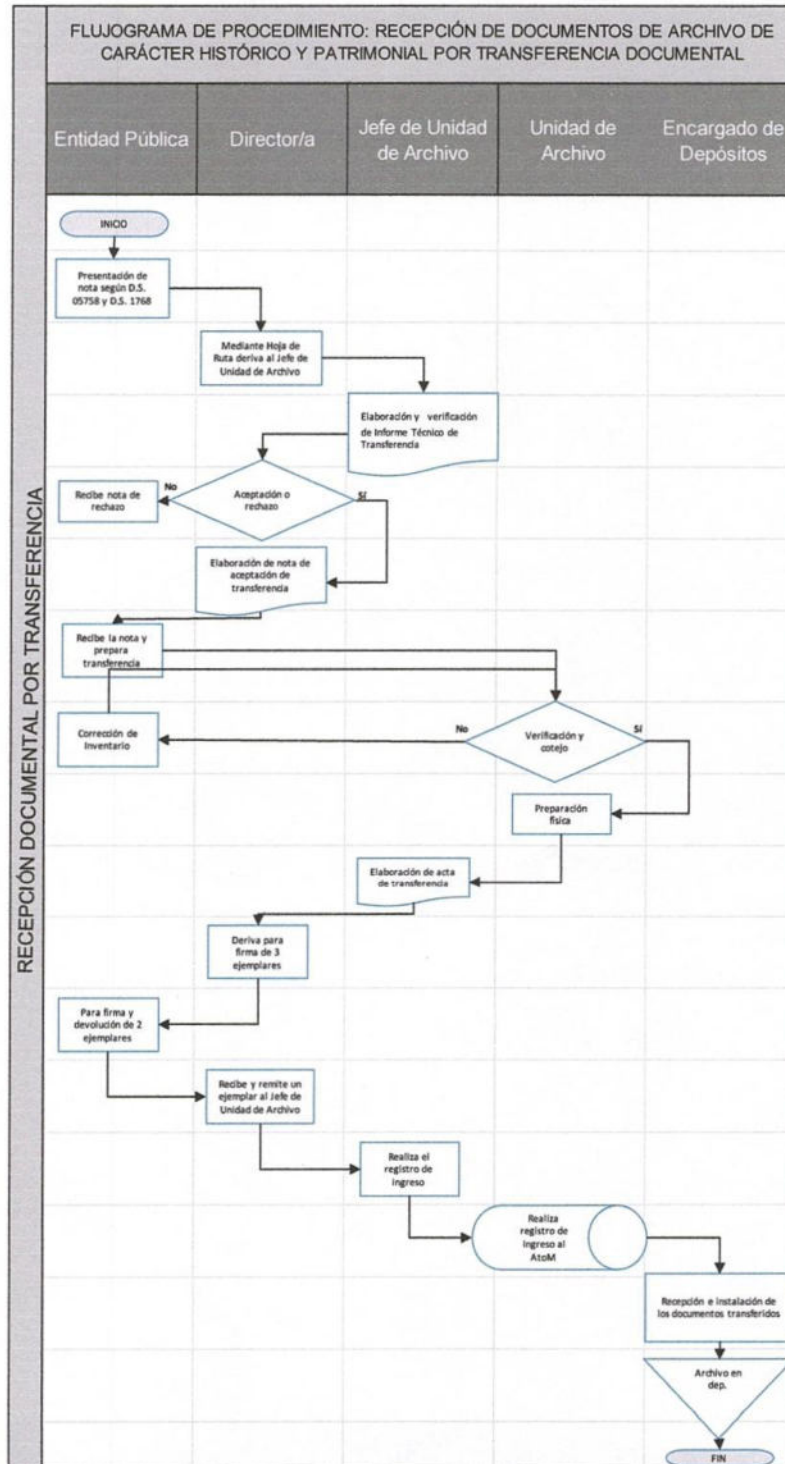 FLUJOGRAMA DE PROCEDIMIENTO: RECEPCIÓN DE DOCUMENTOS DE ARCHIVO DE
CARÁCTER HISTÓRICO Y PATRIMONIAL POR TRANSFERENCIA DOCUMENTAL
RECEPCIÓN DOCUMENTAL POR TRANSFERENCIA
Entidad Pública
Director/a
Jefe de Unidad
de Archivo
Unidad de
Archivo
Encargado de
Depósitos
INICIO
Presentación de
nota según D.S.
05758 y D.S. 1768
Mediante Hoja de
Ruta deriva al Jefe de
Unidad de Archivo
Elaboración y verificación
de Informe Técnico de
Transferencia
Aceptación o
rechazo
No
Sí
Recibe nota de
rechazo
Elaboración de nota de
aceptación de
transferencia
Recibe la nota y
prepara
transferencia
Verificación y
cotejo
No
Sí
Corrección de
Inventario
Preparación
física
Elaboración de acta
de transferencia
Deriva para
firma de 3
ejemplares
Para firma y
devolución de 2
ejemplares
Recibe y remite un
ejemplar al Jefe de
Unidad de Archivo
Realiza el
registro de
ingreso
Realiza
registro de
ingreso al
AtoM
Recepción e instalación de
los documentos transferidos
Archivo en
dep.
FIN